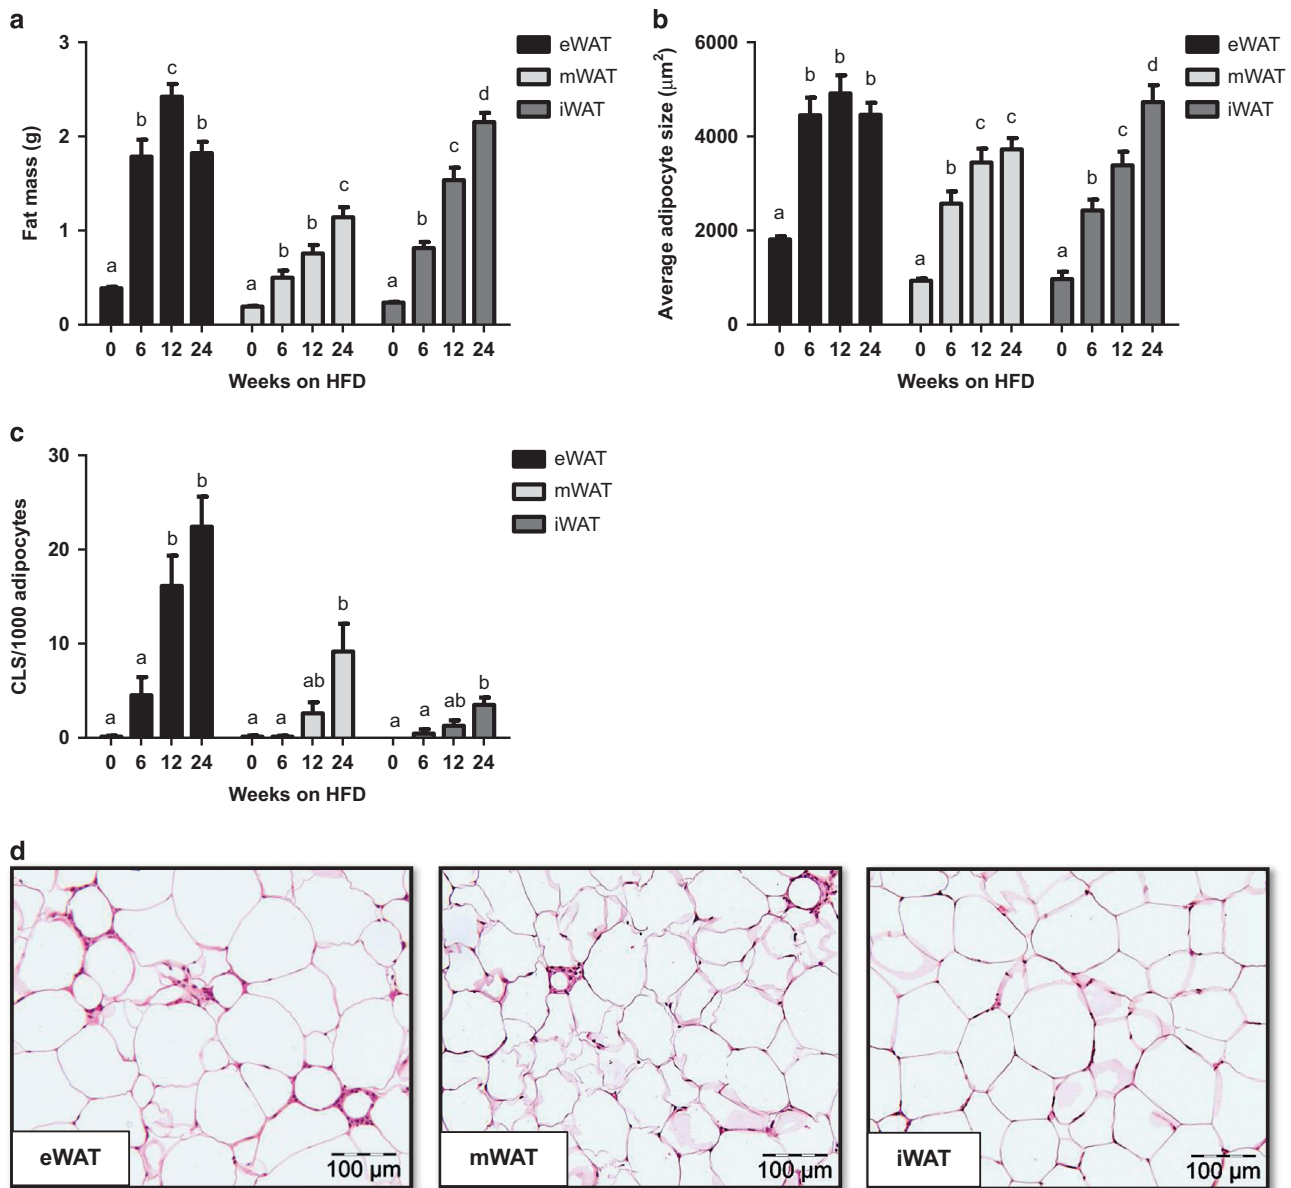 a
3
2
1
0
Fat mass (g)
a
b
c
b
a
b
b
c
a
b
c
d
0 6 12 24 0 6 12 24 0 6 12 24
Weeks on HFD
eWAT
mWAT
iWAT
b
6000
4000
2000
0
Average adipocyte size (μm²)
a
b
b
b
a
b
c
c
a
b
c
d
0 6 12 24 0 6 12 24 0 6 12 24
Weeks on HFD
eWAT
mWAT
iWAT
c
30
20
10
0
CLS/1000 adipocytes
a
a
b
b
a
a
ab
b
a
a
ab
b
0 6 12 24 0 6 12 24 0 6 12 24
Weeks on HFD
eWAT
mWAT
iWAT
d
eWAT
100 μm
mWAT
100 μm
iWAT
100 μm